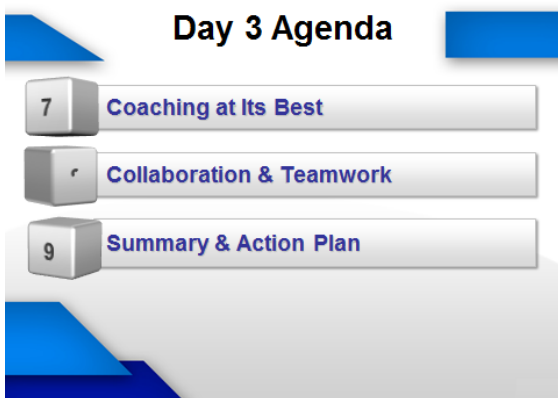 Day 3 Agenda
7 Coaching at Its Best
Collaboration & Teamwork
9 Summary & Action Plan